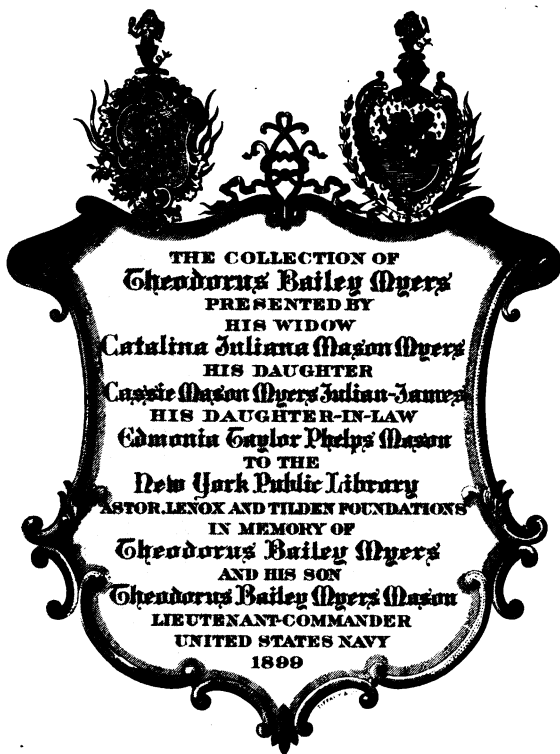 THE COLLECTION OF
Theodorus Bailey Myers
PRESENTED BY
HIS WIDOW
Catalina Juliana Mason Myers
HIS DAUGHTER
Cassie Mason Myers Julian-James
HIS DAUGHTER-IN-LAW
Edmonia Taylor Phelps Mason
TO THE
New York Public Library
ASTOR, LENOX AND TILDEN FOUNDATIONS
IN MEMORY OF
Theodorus Bailey Myers
AND HIS SON
Theodorus Bailey Myers Mason
LIEUTENANT-COMMANDER
UNITED STATES NAVY
1899